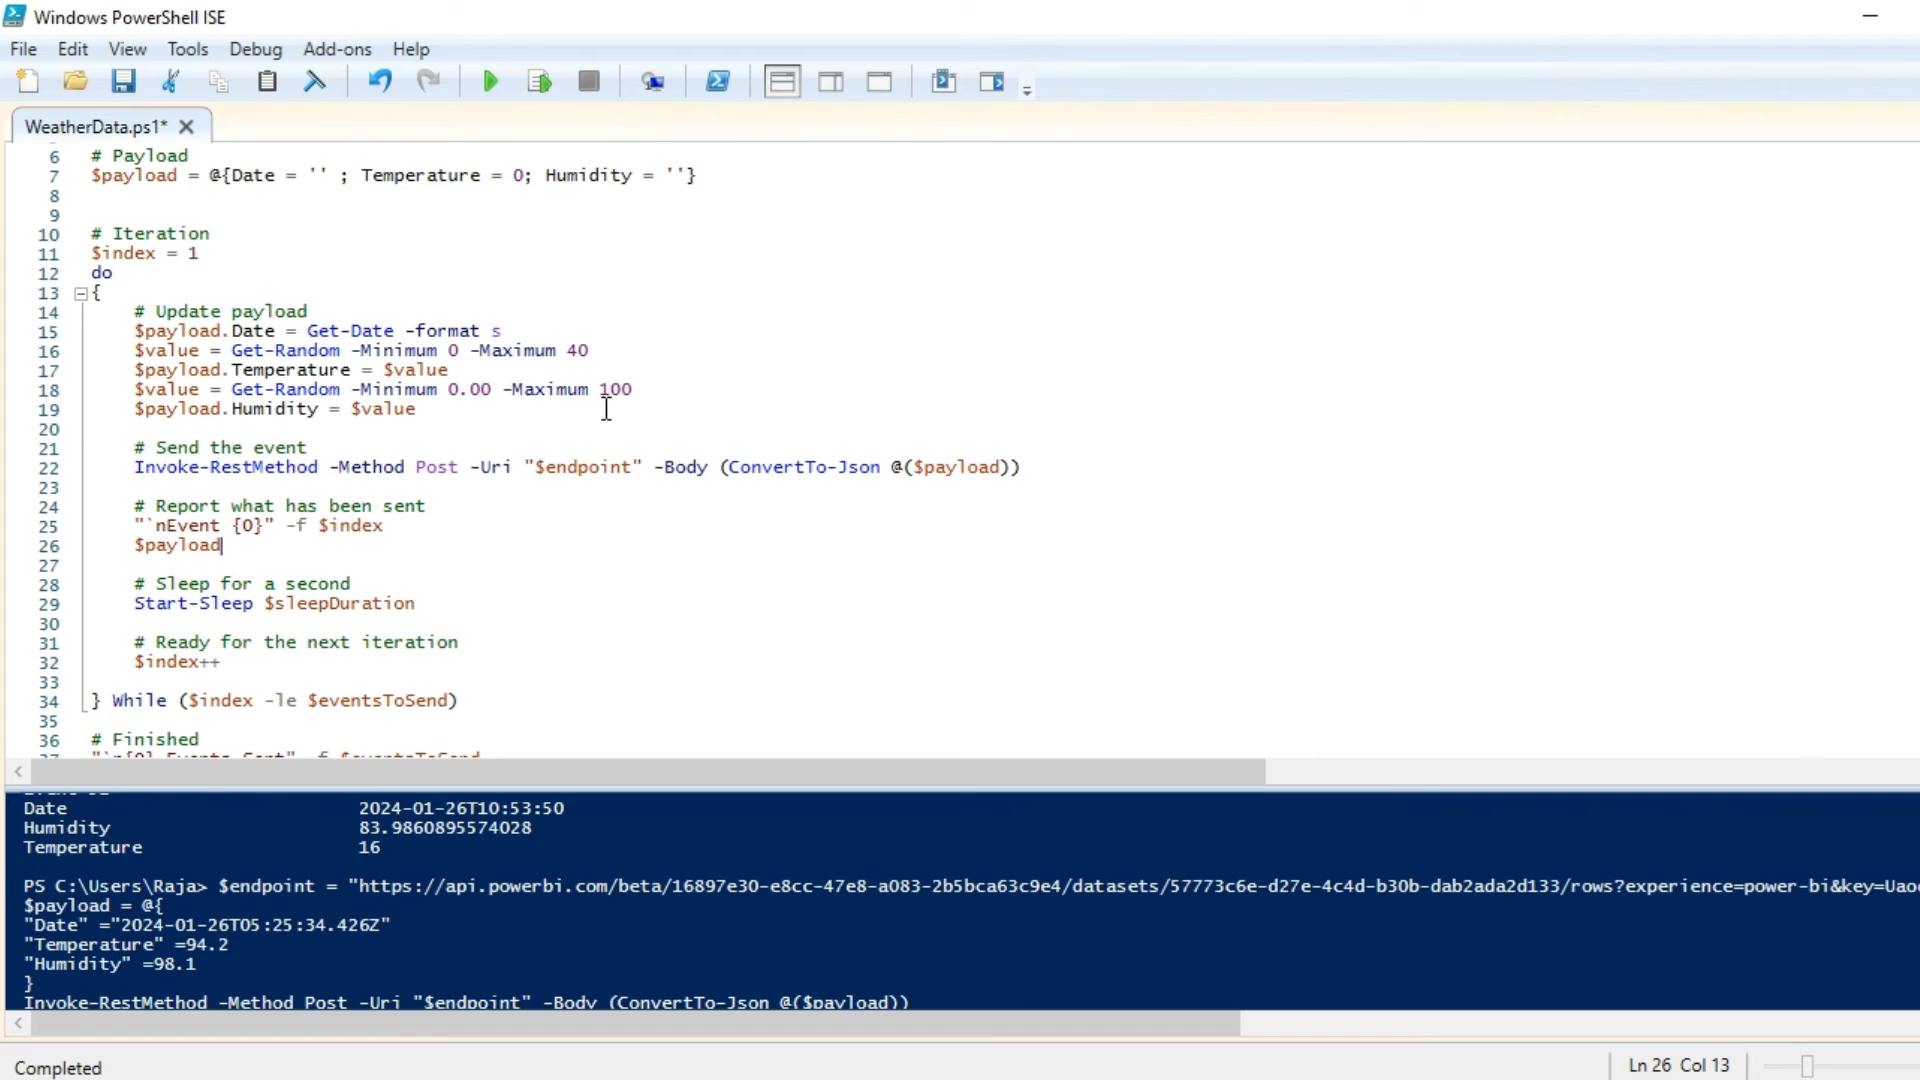 Windows PowerShell ISE
File Edit View Tools Debug Add-ons Help
WeatherData.ps1*
6 # Payload
7 $payload = @{Date = '' ; Temperature = 0; Humidity = ''}
8
9
10 # Iteration
11 $index = 1
12 do
13 {
14 # Update payload
15 $payload.Date = Get-Date -format s
16 $value = Get-Random -Minimum 0 -Maximum 40
17 $payload.Temperature = $value
18 $value = Get-Random -Minimum 0.00 -Maximum 100
19 $payload.Humidity = $value
20
21 # Send the event
22 Invoke-RestMethod -Method Post -Uri "$endpoint" -Body (ConvertTo-Json @($payload))
23
24 # Report what has been sent
25 "`nEvent {0}" -f $index
26 $payload
27
28 # Sleep for a second
29 Start-Sleep $sleepDuration
30
31 # Ready for the next iteration
32 $index++
33
34 } While ($index -le $eventsToSend)
35
36 # Finished
Date 2024-01-26T10:53:50
Humidity 83.9860895574028
Temperature 16
PS C:\Users\Raja> $endpoint = "https://api.powerbi.com/beta/16897e30-e8cc-47e8-a083-2b5bca63c9e4/datasets/57773c6e-d27e-4c4d-b30b-dab2ada2d133/rows?experience=power-bi&key=Uao
$payload = @{
"Date" ="2024-01-26T05:25:34.426Z"
"Temperature" =94.2
"Humidity" =98.1
}
Invoke-RestMethod -Method Post -Uri "$endpoint" -Body (ConvertTo-Json @($payload))
Completed
Ln 26 Col 13